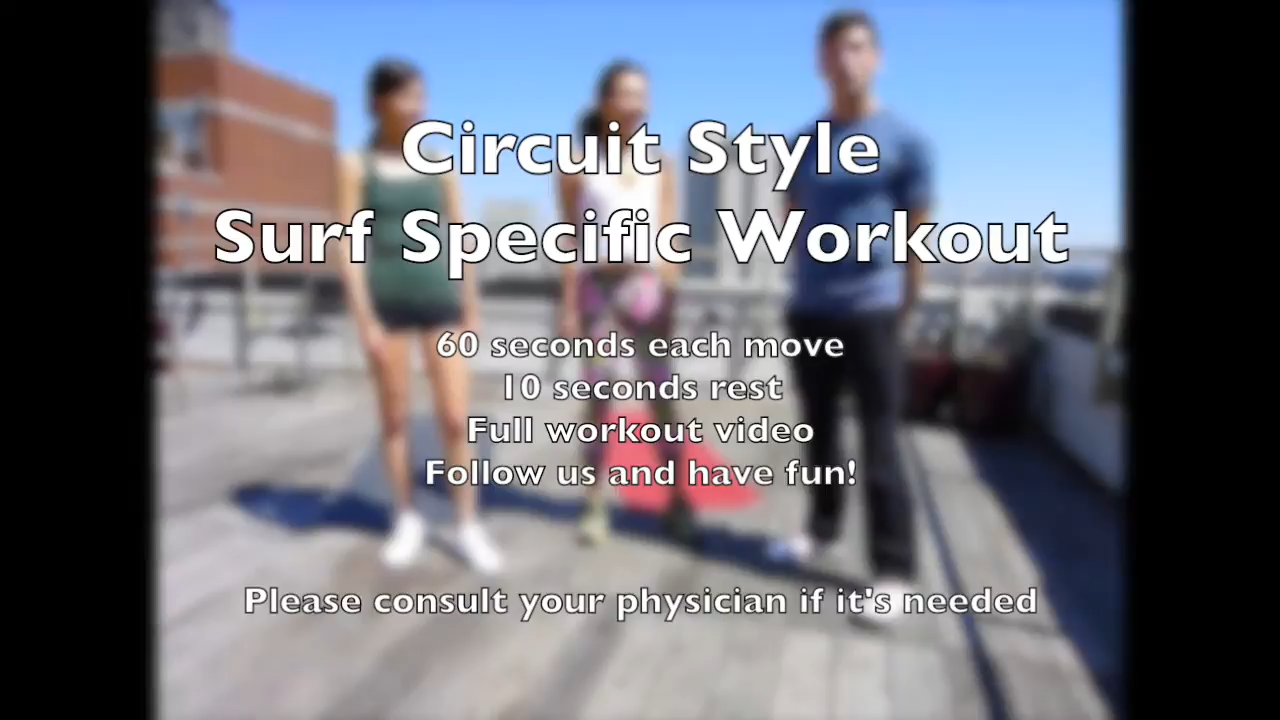 Circuit Style
Surf Specific Workout
60 seconds each move
10 seconds rest
Full workout video
Follow us and have fun!
Please consult your physician if it's needed